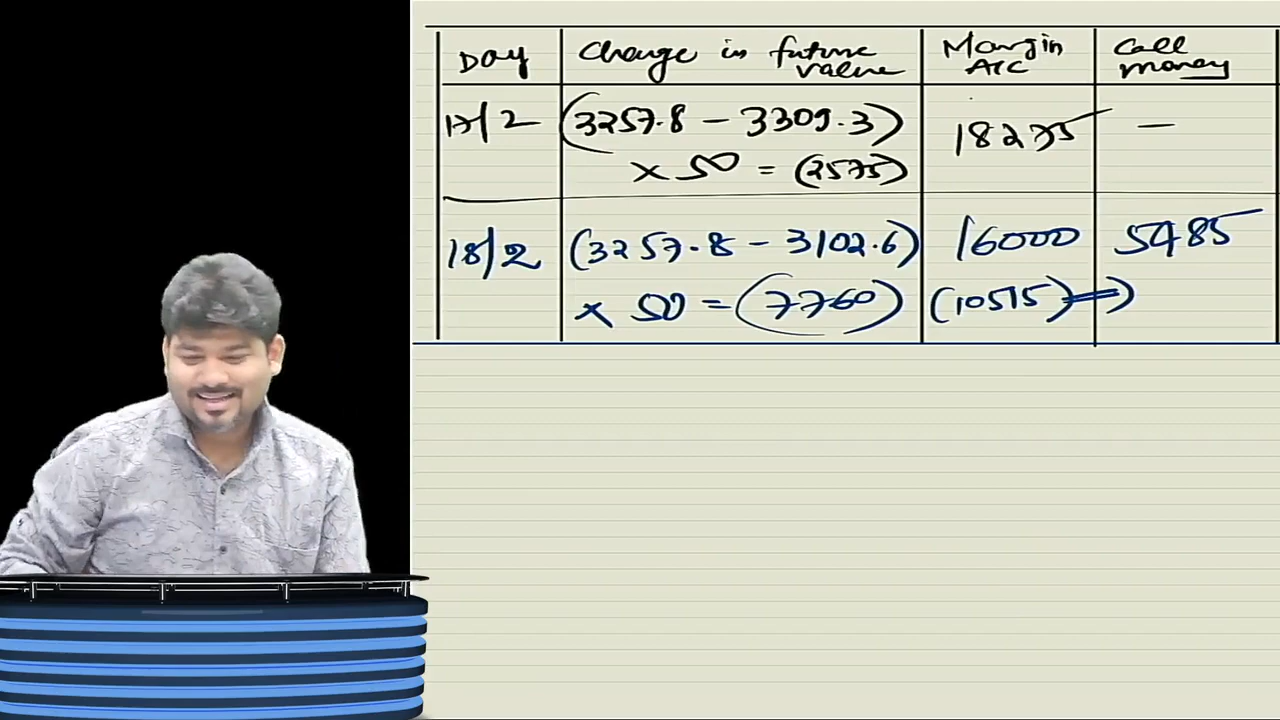 Day Change in future Margin Call
value A/C money
17/2 (3257.8 - 3309.3) 18275 —
× 50 = (2575)
18/2 (3257.8 - 3102.6) 16000 5485
× 50 = (7760) (10515)